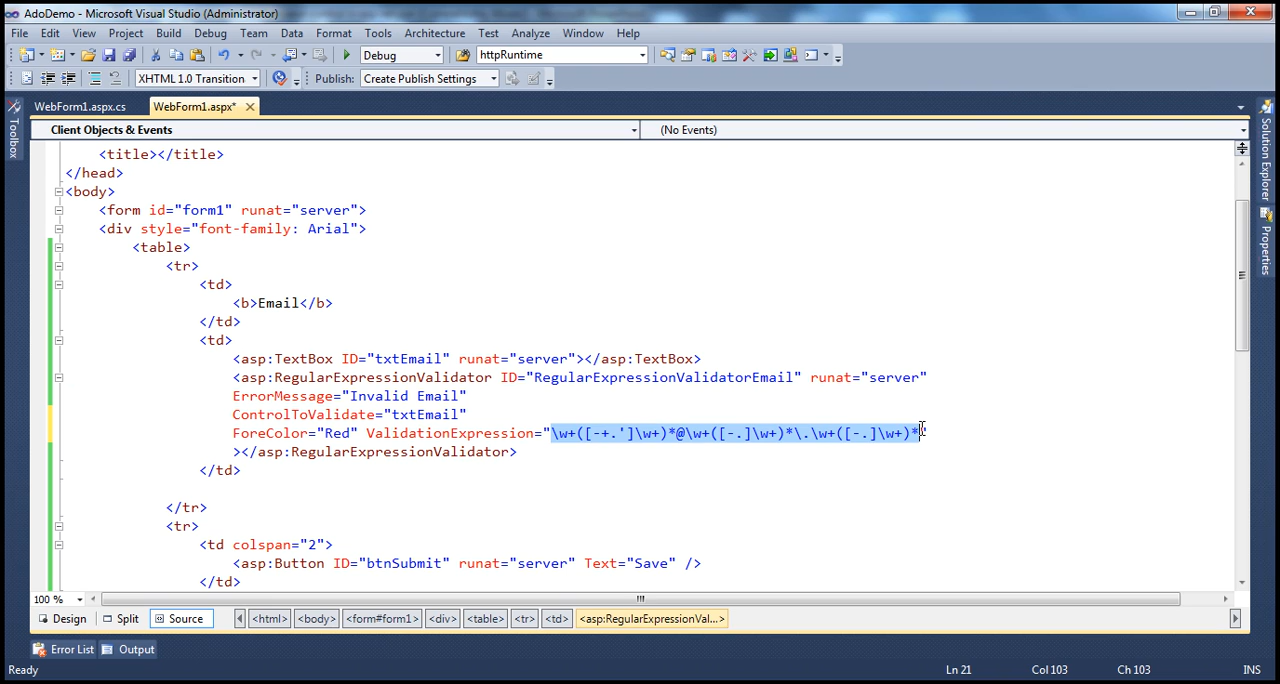 AdoDemo - Microsoft Visual Studio (Administrator)
File Edit View Project Build Debug Team Data Format Tools Architecture Test Analyze Window Help
Debug httpRuntime
XHTML 1.0 Transition Publish: Create Publish Settings
WebForm1.aspx.cs WebForm1.aspx*
Client Objects & Events (No Events)
Toolbox
Solution Explorer
Properties
<title></title>
</head>
<body>
<form id="form1" runat="server">
<div style="font-family: Arial">
<table>
<tr>
<td>
<b>Email</b>
</td>
<td>
<asp:TextBox ID="txtEmail" runat="server"></asp:TextBox>
<asp:RegularExpressionValidator ID="RegularExpressionValidatorEmail" runat="server"
ErrorMessage="Invalid Email"
ControlToValidate="txtEmail"
ForeColor="Red" ValidationExpression="\w+([-+.']\w+)*@\w+([-.]\w+)*\.\w+([-.]\w+)*"
></asp:RegularExpressionValidator>
</td>
</tr>
<tr>
<td colspan="2">
<asp:Button ID="btnSubmit" runat="server" Text="Save" />
</td>
100 %
Design Split Source <html> <body> <form#form1> <div> <table> <tr> <td> <asp:RegularExpressionVal...>
Error List Output
Ready Ln 21 Col 103 Ch 103 INS